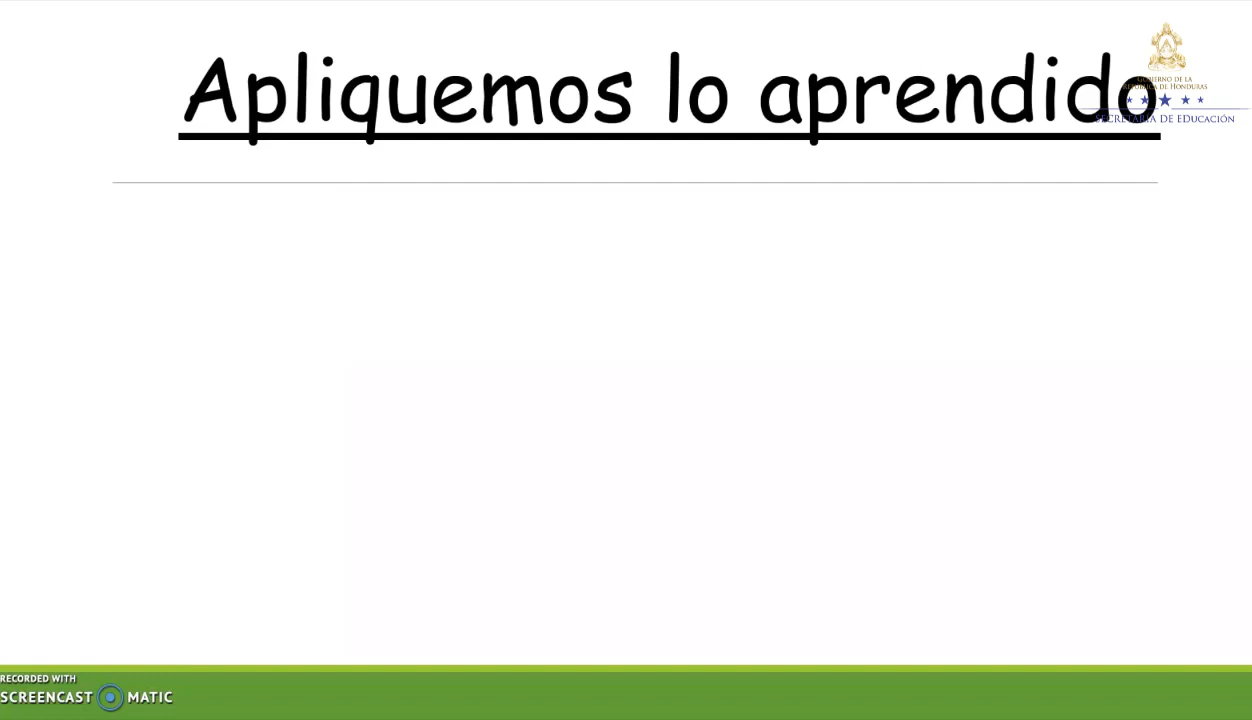 Apliquemos lo aprendido
GOBIERNO DE LA
REPÚBLICA DE HONDURAS
SECRETARÍA DE EDUCACIÓN
RECORDED WITH
SCREENCAST MATIC